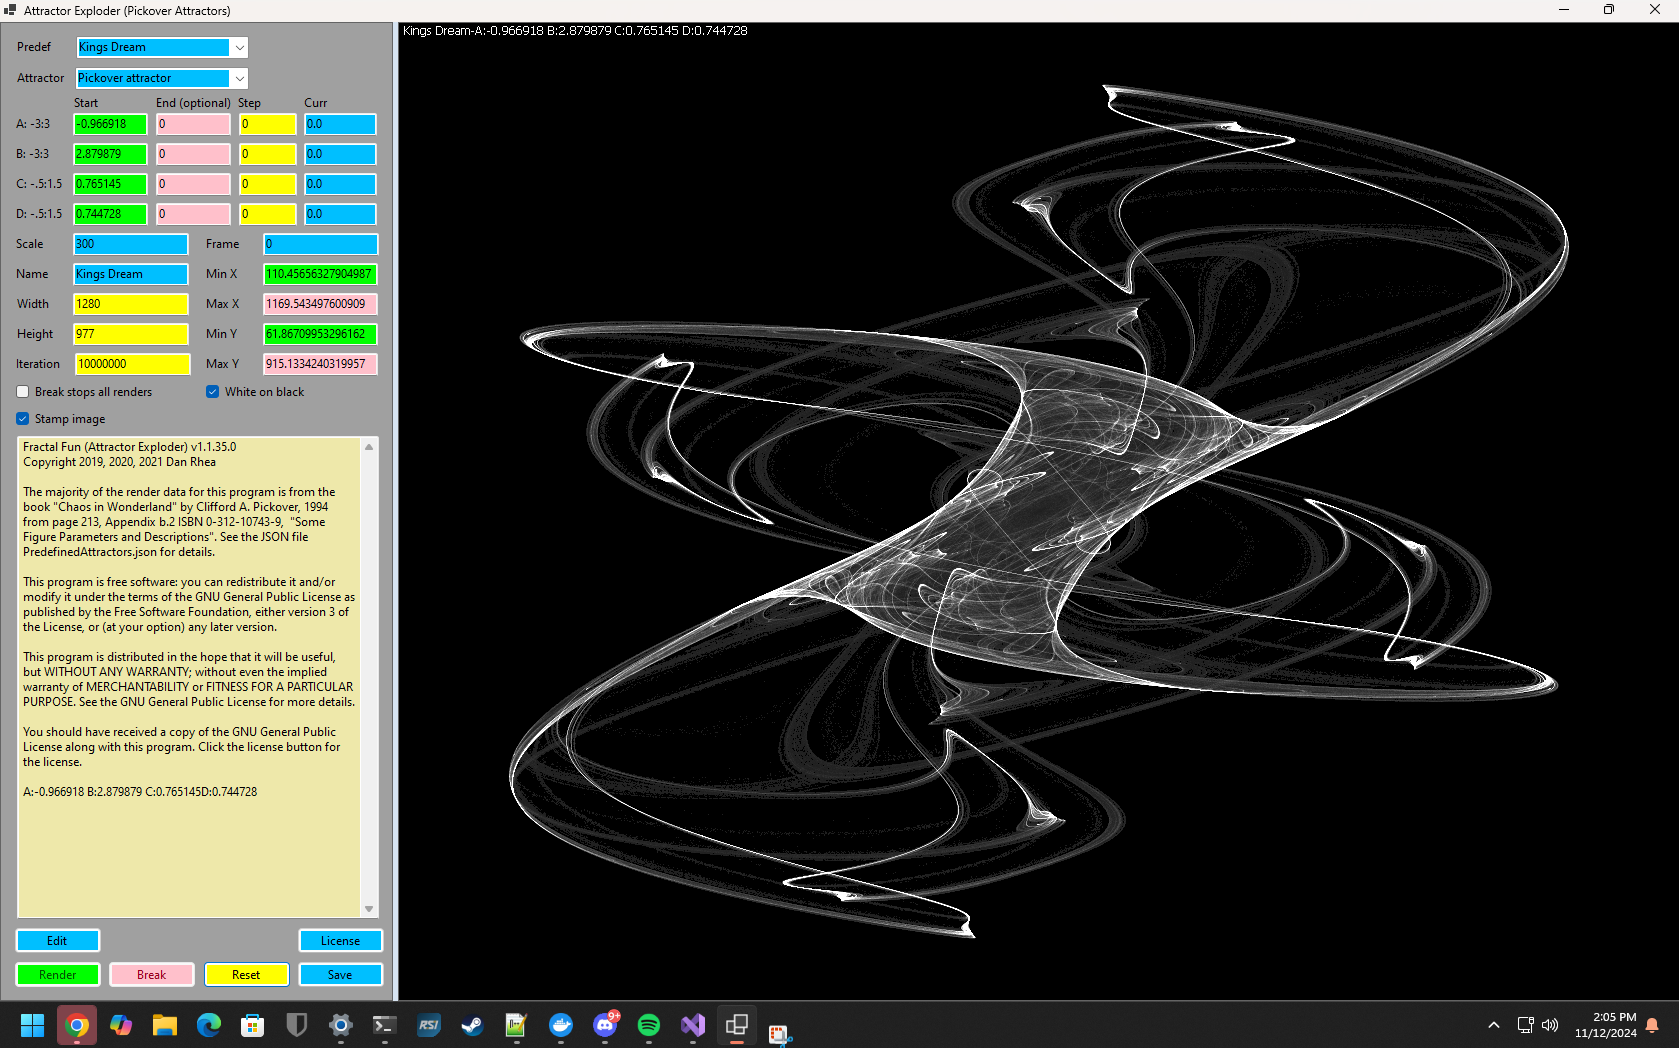 Attractor Exploder (Pickover Attractors)
Predef Kings Dream
Attractor Pickover attractor
Start End (optional) Step Curr
A: -3:3 -0.966918 0 0 0.0
B: -3:3 2.879879 0 0 0.0
C: -.5:1.5 0.765145 0 0 0.0
D: -.5:1.5 0.744728 0 0 0.0
Scale 300 Frame 0
Name Kings Dream Min X 110.45656327904987
Width 1280 Max X 1169.543497600909
Height 977 Min Y 61.86709953296162
Iteration 10000000 Max Y 915.1334240319957
Break stops all renders White on black
Stamp image
Fractal Fun (Attractor Exploder) v1.1.35.0
Copyright 2019, 2020, 2021 Dan Rhea
The majority of the render data for this program is from the
book "Chaos in Wonderland" by Clifford A. Pickover, 1994
from page 213, Appendix b.2 ISBN 0-312-10743-9,  "Some
Figure Parameters and Descriptions". See the JSON file
PredefinedAttractors.json for details.
This program is free software: you can redistribute it and/or
modify it under the terms of the GNU General Public License as
published by the Free Software Foundation, either version 3 of
the License, or (at your option) any later version.
This program is distributed in the hope that it will be useful,
but WITHOUT ANY WARRANTY; without even the implied
warranty of MERCHANTABILITY or FITNESS FOR A PARTICULAR
PURPOSE. See the GNU General Public License for more details.
You should have received a copy of the GNU General Public
License along with this program. Click the license button for
the license.
A:-0.966918 B:2.879879 C:0.765145D:0.744728
Edit License
Render Break Reset Save
Kings Dream-A:-0.966918 B:2.879879 C:0.765145 D:0.744728
RSI
9+
2:05 PM
11/12/2024